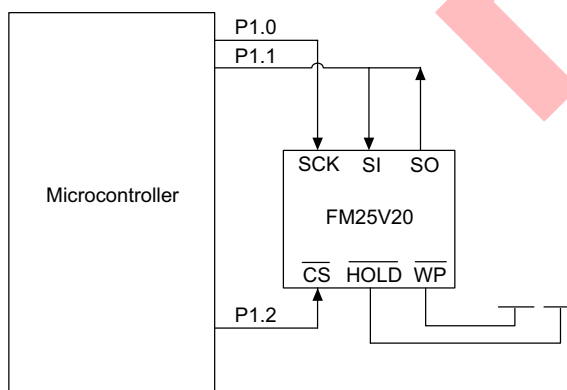 P1.0
P1.1
SCK SI SO
Microcontroller
FM25V20
CS HOLD WP
P1.2